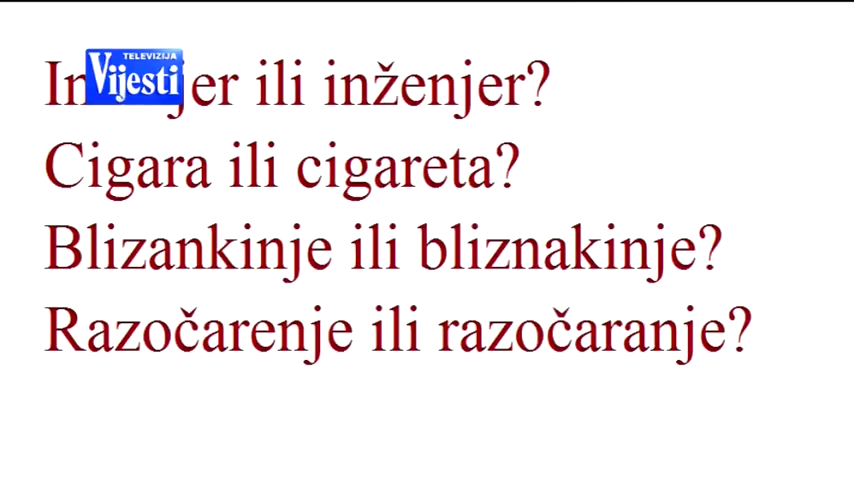 TELEVIZIJA
Vijesti
ili inženjer?
Cigara ili cigareta?
Blizankinje ili bliznakinje?
Razočarenje ili razočaranje?